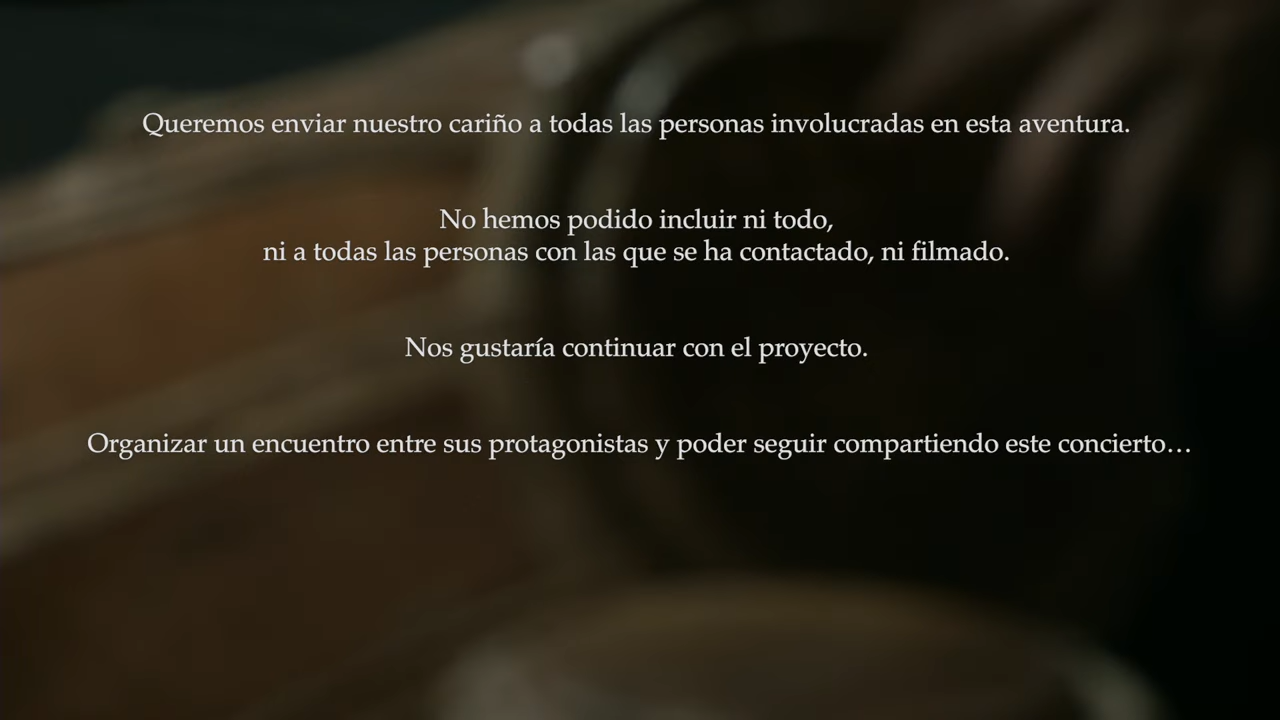 Queremos enviar nuestro cariño a todas las personas involucradas en esta aventura.
No hemos podido incluir ni todo,
ni a todas las personas con las que se ha contactado, ni filmado.
Nos gustaría continuar con el proyecto.
Organizar un encuentro entre sus protagonistas y poder seguir compartiendo este concierto…